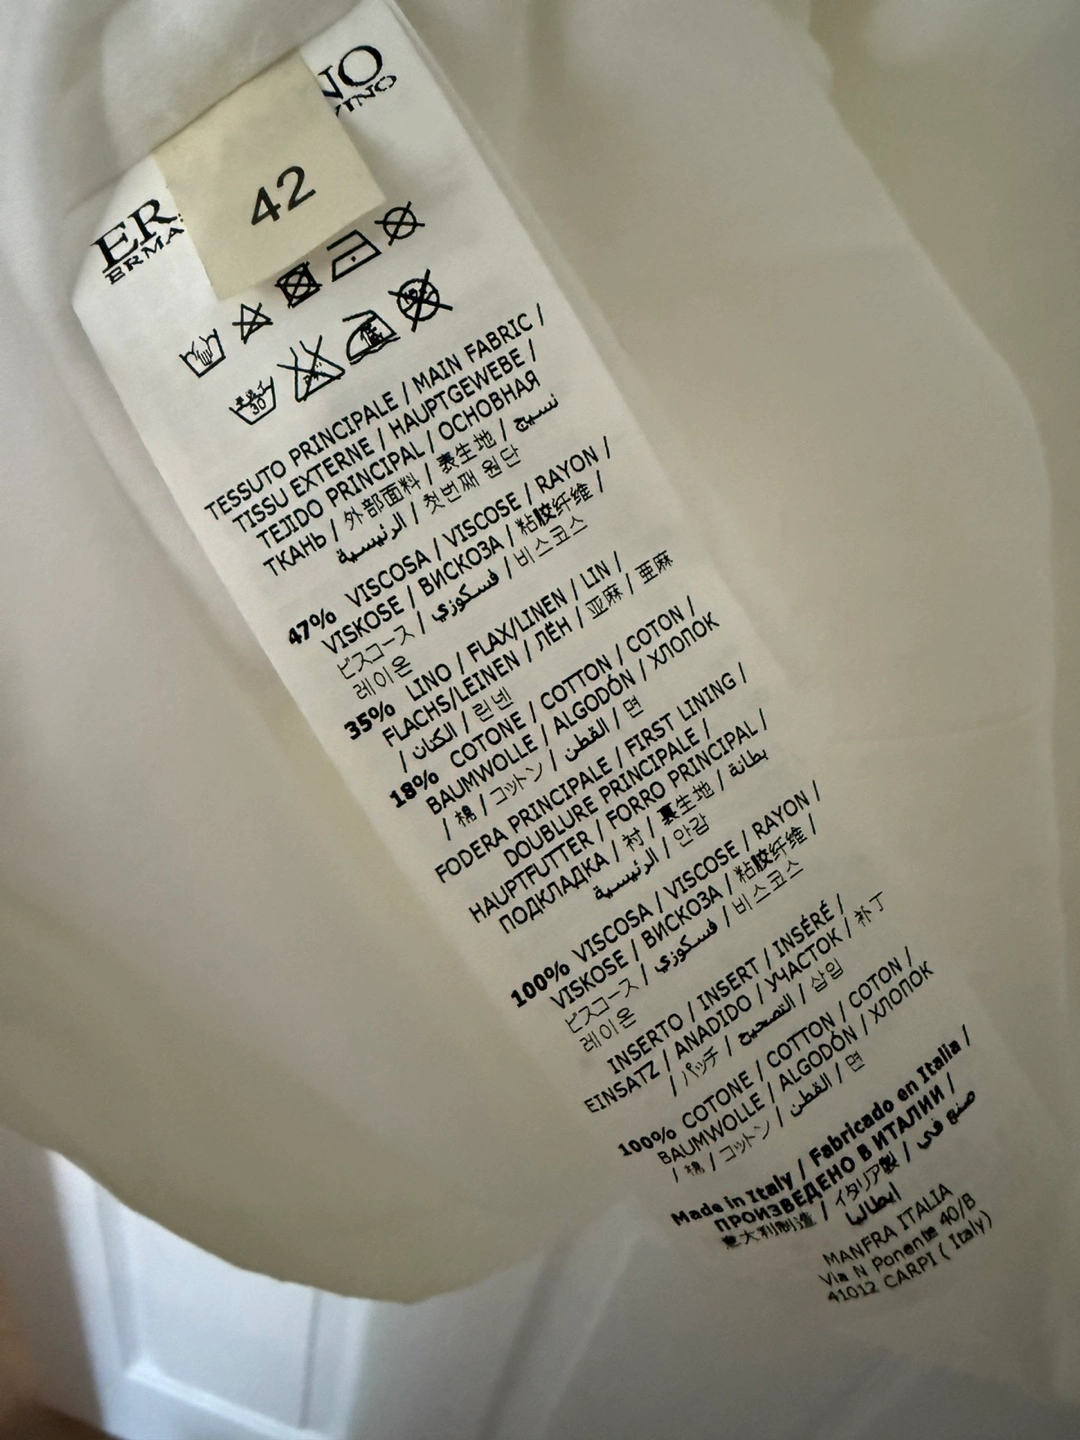 NO
VINO
42
ER
ERMA
30
低
TESSUTO PRINCIPALE / MAIN FABRIC /
TISSU EXTERNE / HAUPTGEWEBE /
TEJIDO PRINCIPAL / ОСНОВНАЯ
ТКАНЬ / 外部面料 / 表生地 / نسيج
الرئيسية / 첫번째 원단
47% VISCOSA / VISCOSE / RAYON /
VISKOSE / ВИСКОЗА / 粘胶纤维 /
ビスコース / فسكوزي / 비스코스
레이온
35% LINO / FLAX/LINEN / LIN /
FLACHS/LEINEN / ЛЁН / 亚麻 / 亜麻
/ الكتان / 린넨
18% COTONE / COTTON / COTON /
BAUMWOLLE / ALGODÓN / ХЛОПОК
/ 棉 / コットン / القطن / 면
FODERA PRINCIPALE / FIRST LINING /
DOUBLURE PRINCIPALE /
HAUPTFUTTER / FORRO PRINCIPAL /
ПОДКЛАДКА / 衬 / 裏生地 / بطانة
الرئيسية / 안감
100% VISCOSA / VISCOSE / RAYON /
VISKOSE / ВИСКОЗА / 粘胶纤维 /
ビスコース / فسكوزي / 비스코스
레이온
INSERTO / INSERT / INSÉRÉ /
EINSATZ / ANADIDO / УЧАСТОК / 补丁
/ パッチ / التصحيح / 삽입
100% COTONE / COTTON / COTON /
BAUMWOLLE / ALGODÓN / ХЛОПОК
/ 棉 / コットン / القطن / 면
Made in Italy / Fabricado en Italia /
ПРОИЗВЕДЕНО В ИТАЛИИ /
意大利制造 / イタリア製 / صنع في
ايطاليا
MANFRA ITALIA
Via N Ponente 40/B
41012 CARPI ( Italy)